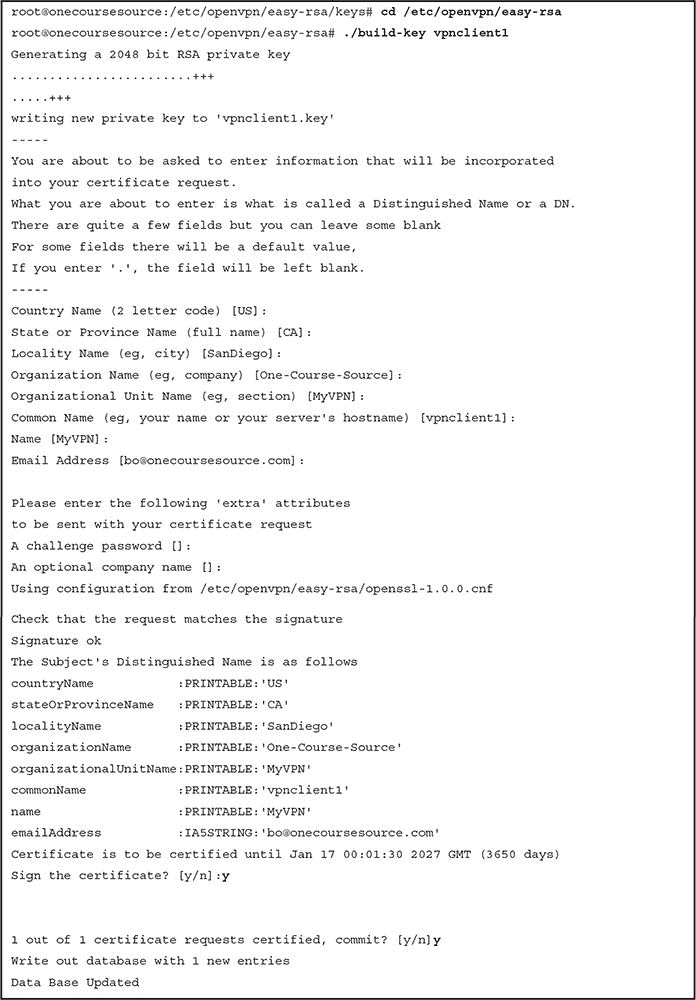 root@onecoursesource:/etc/openvpn/easy-rsa/keys# cd /etc/openvpn/easy-rsa
root@onecoursesource:/etc/openvpn/easy-rsa# ./build-key vpnclient1
Generating a 2048 bit RSA private key
........................+++
.....+++
writing new private key to 'vpnclient1.key'
-----
You are about to be asked to enter information that will be incorporated
into your certificate request.
What you are about to enter is what is called a Distinguished Name or a DN.
There are quite a few fields but you can leave some blank
For some fields there will be a default value,
If you enter '.', the field will be left blank.
-----
Country Name (2 letter code) [US]:
State or Province Name (full name) [CA]:
Locality Name (eg, city) [SanDiego]:
Organization Name (eg, company) [One-Course-Source]:
Organizational Unit Name (eg, section) [MyVPN]:
Common Name (eg, your name or your server's hostname) [vpnclient1]:
Name [MyVPN]:
Email Address [bo@onecoursesource.com]:

Please enter the following 'extra' attributes
to be sent with your certificate request
A challenge password []:
An optional company name []:
Using configuration from /etc/openvpn/easy-rsa/openssl-1.0.0.cnf
Check that the request matches the signature
Signature ok
The Subject's Distinguished Name is as follows
countryName           :PRINTABLE:'US'
stateOrProvinceName   :PRINTABLE:'CA'
localityName          :PRINTABLE:'SanDiego'
organizationName      :PRINTABLE:'One-Course-Source'
organizationalUnitName:PRINTABLE:'MyVPN'
commonName            :PRINTABLE:'vpnclient1'
name                  :PRINTABLE:'MyVPN'
emailAddress          :IA5STRING:'bo@onecoursesource.com'
Certificate is to be certified until Jan 17 00:01:30 2027 GMT (3650 days)
Sign the certificate? [y/n]:y

1 out of 1 certificate requests certified, commit? [y/n]y
Write out database with 1 new entries
Data Base Updated